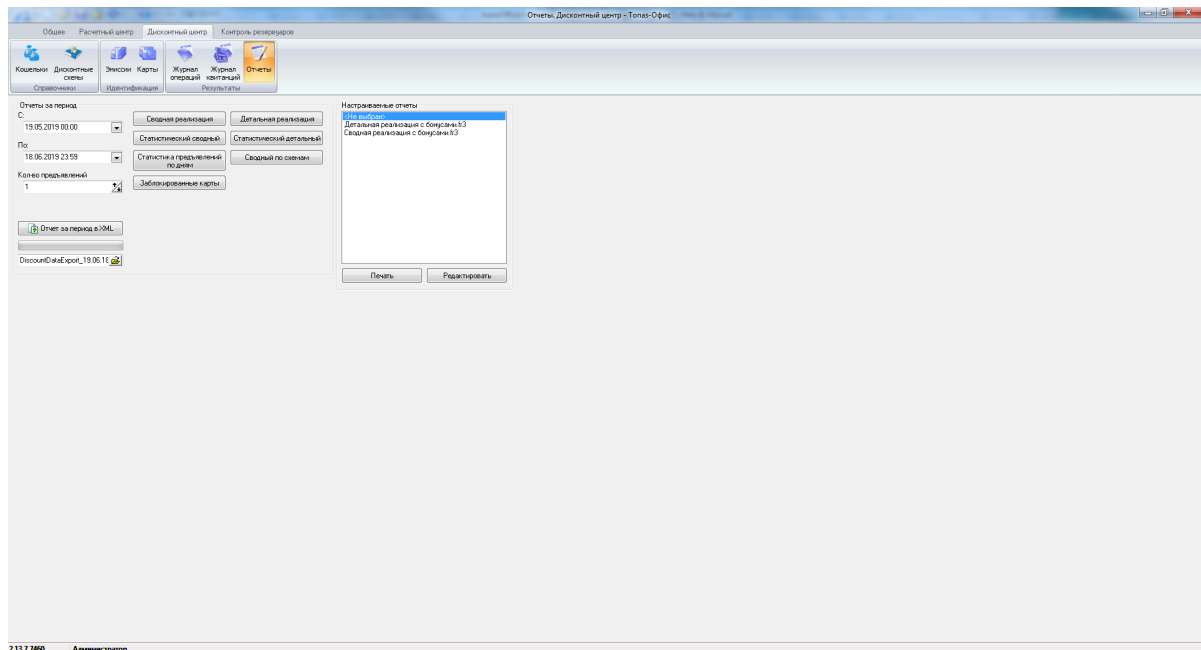 Отчеты. Дисконтный центр - Топаз-Офис
Общее Расчетный центр Дисконтный центр Контроль резервуаров
Кошельки Дисконтные схемы Эмиссии Карты Журнал операций Журнал квитанций Отчеты
Справочники Идентификация Результаты
Отчеты за период
С:
19.05.2019 00:00
По:
18.06.2019 23:59
Кол-во предъявлений
1
Сводная реализация Детальная реализация
Статистический сводный Статистический детальный
Статистика предъявлений по дням Сводный по схемам
Заблокированные карты
Отчет за период в XML
DiscountDataExport_19.06.18
Настраиваемые отчеты
<Не выбран>
Детальная реализация с бонусами.fr3
Сводная реализация с бонусами.fr3
Печать Редактировать
2.13.7.7460 Администратор